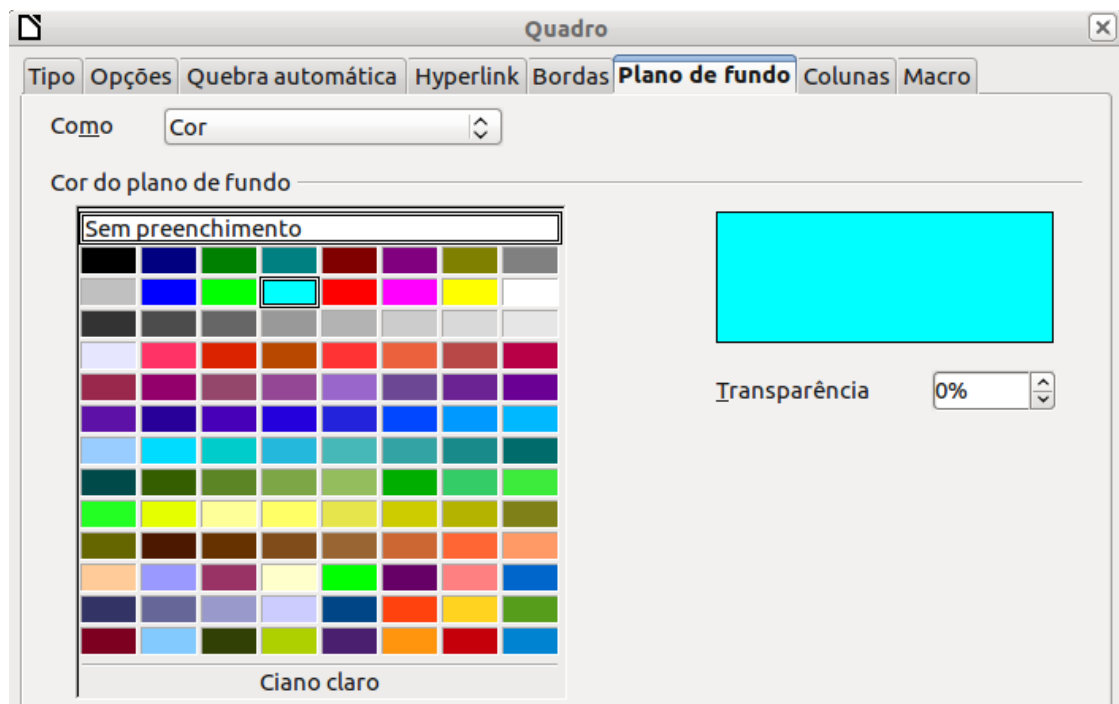 Quadro
Tipo Opções Quebra automática Hyperlink Bordas Plano de fundo Colunas Macro
Como Cor
Cor do plano de fundo
Sem preenchimento
Transparência 0%
Ciano claro